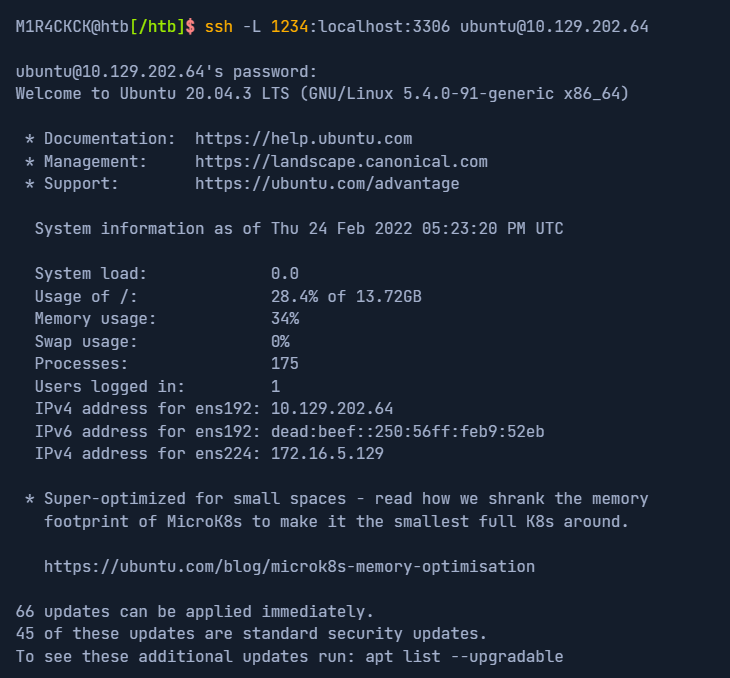 M1R4CKCK@htb[/htb]$ ssh -L 1234:localhost:3306 ubuntu@10.129.202.64
ubuntu@10.129.202.64's password:
Welcome to Ubuntu 20.04.3 LTS (GNU/Linux 5.4.0-91-generic x86_64)
* Documentation:  https://help.ubuntu.com
* Management:     https://landscape.canonical.com
* Support:        https://ubuntu.com/advantage
System information as of Thu 24 Feb 2022 05:23:20 PM UTC
System load:             0.0
Usage of /:              28.4% of 13.72GB
Memory usage:            34%
Swap usage:              0%
Processes:               175
Users logged in:         1
IPv4 address for ens192: 10.129.202.64
IPv6 address for ens192: dead:beef::250:56ff:feb9:52eb
IPv4 address for ens224: 172.16.5.129
* Super-optimized for small spaces - read how we shrank the memory
footprint of MicroK8s to make it the smallest full K8s around.
https://ubuntu.com/blog/microk8s-memory-optimisation
66 updates can be applied immediately.
45 of these updates are standard security updates.
To see these additional updates run: apt list --upgradable